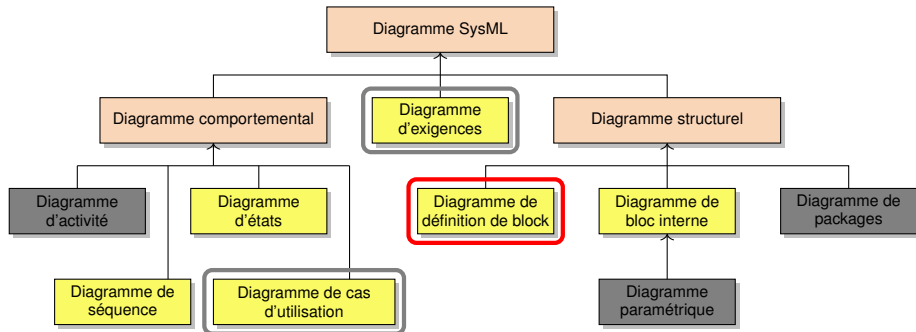 Diagramme SysML
Diagramme comportemental
Diagramme
d'exigences
Diagramme structurel
Diagramme
d'activité
Diagramme
d'états
Diagramme de
définition de block
Diagramme de
bloc interne
Diagramme de
packages
Diagramme de
séquence
Diagramme de cas
d'utilisation
Diagramme
paramétrique